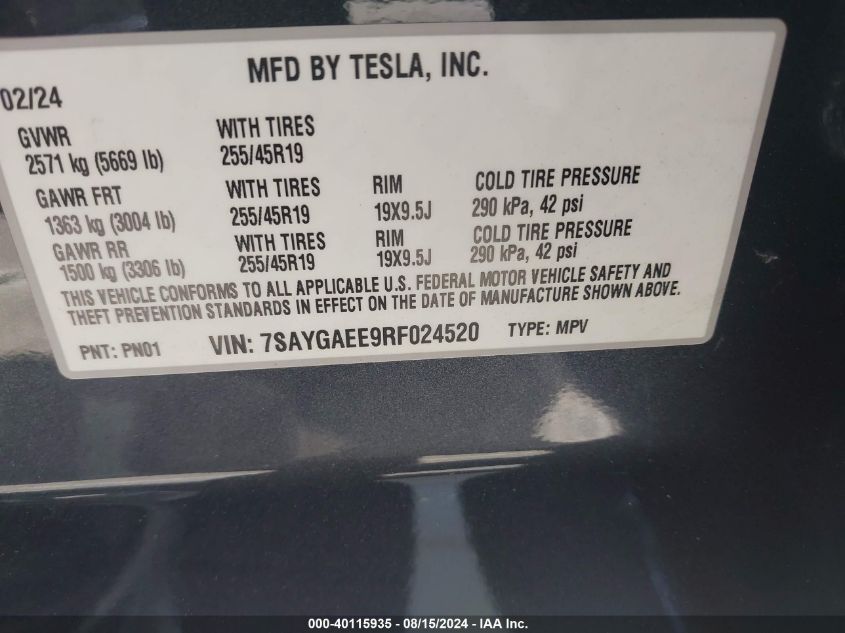 MFD BY TESLA, INC.
02/24
GVWR
2571 kg (5669 lb)
WITH TIRES
255/45R19
GAWR FRT
1363 kg (3004 lb)
WITH TIRES
255/45R19
RIM
19X9.5J
COLD TIRE PRESSURE
290 kPa, 42 psi
GAWR RR
1500 kg (3306 lb)
WITH TIRES
255/45R19
RIM
19X9.5J
COLD TIRE PRESSURE
290 kPa, 42 psi
THIS VEHICLE CONFORMS TO ALL APPLICABLE U.S. FEDERAL MOTOR VEHICLE SAFETY AND
THEFT PREVENTION STANDARDS IN EFFECT ON THE DATE OF MANUFACTURE SHOWN ABOVE.
PNT: PN01 VIN: 7SAYGAEE9RF024520 TYPE: MPV
000-40115935 - 08/15/2024 - IAA Inc.